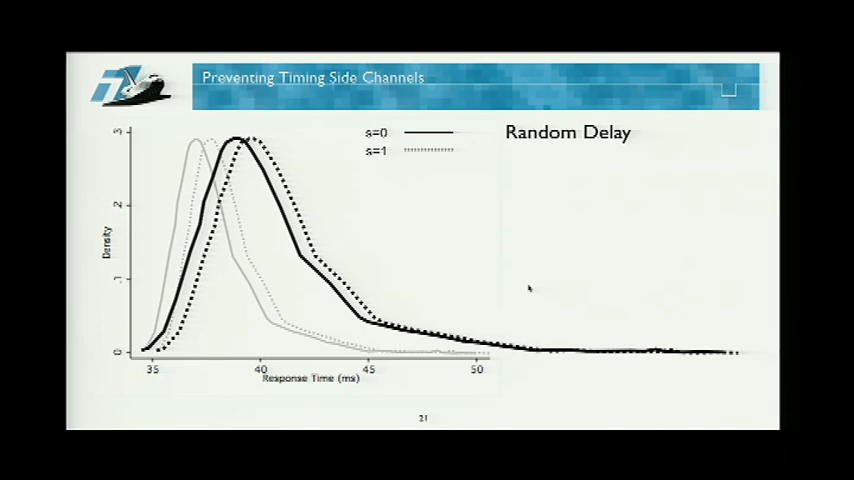 Preventing Timing Side Channels
s=0
s=1
Random Delay
.3
.2
.1
0
Density
35
40
45
50
Response Time (ms)
21